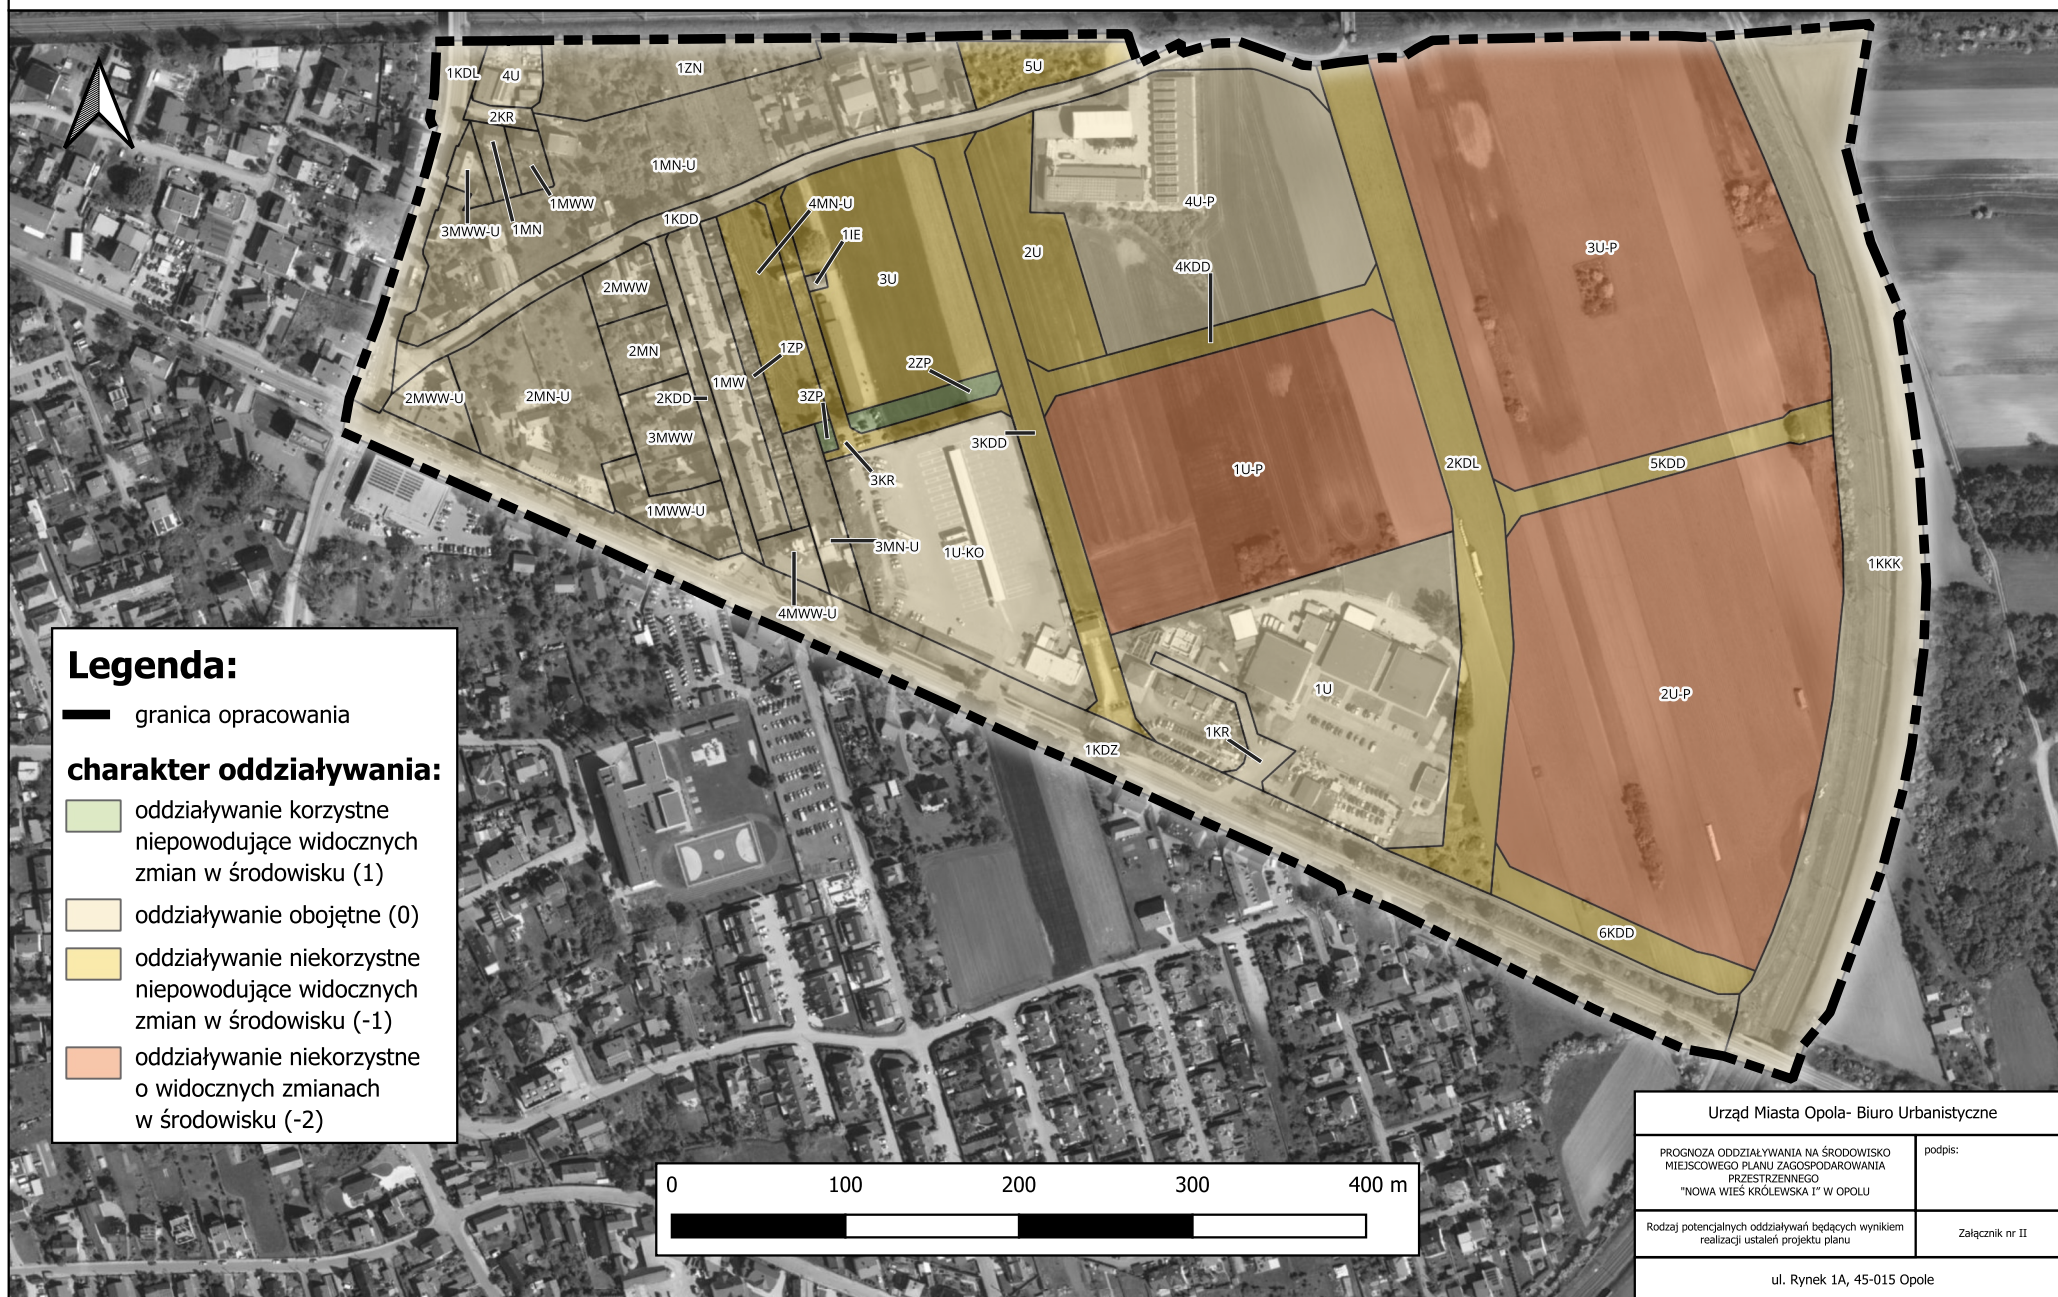 1KDL
4U
1ZN
5U
2KR
1MN-U
1MWW
3MWW-U
1MN
1KDD
4MN-U
1IE
4U-P
2U
3U-P
3U
4KDD
2MWW
2MN
1ZP
2ZP
1MW
2MWW-U
2MN-U
2KDD
3ZP
3MWW
3KDD
1U-P
2KDL
5KDD
3KR
1MWW-U
3MN-U
1U-KO
1KKK
4MWW-U
1U
2U-P
1KR
1KDZ
6KDD
Legenda:
granica opracowania
charakter oddziaływania:
oddziaływanie korzystne
niepowodujące widocznych
zmian w środowisku (1)
oddziaływanie obojętne (0)
oddziaływanie niekorzystne
niepowodujące widocznych
zmian w środowisku (-1)
oddziaływanie niekorzystne
o widocznych zmianach
w środowisku (-2)
0 100 200 300 400 m
Urząd Miasta Opola- Biuro Urbanistyczne
PROGNOZA ODDZIAŁYWANIA NA ŚRODOWISKO
MIEJSCOWEGO PLANU ZAGOSPODAROWANIA
PRZESTRZENNEGO
"NOWA WIEŚ KRÓLEWSKA I" W OPOLU
podpis:
Rodzaj potencjalnych oddziaływań będących wynikiem
realizacji ustaleń projektu planu
Załącznik nr II
ul. Rynek 1A, 45-015 Opole